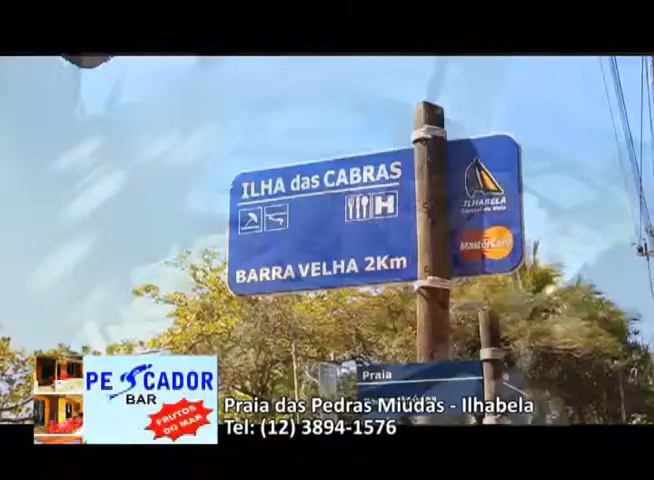 ILHA das CABRAS
H
BARRA VELHA 2Km
ILHABELA
Capital da Vela
MasterCard
Praia
PESCADOR
BAR
FRUTOS
DO MAR
Praia das Pedras Miúdas - Ilhabela
Tel: (12) 3894-1576